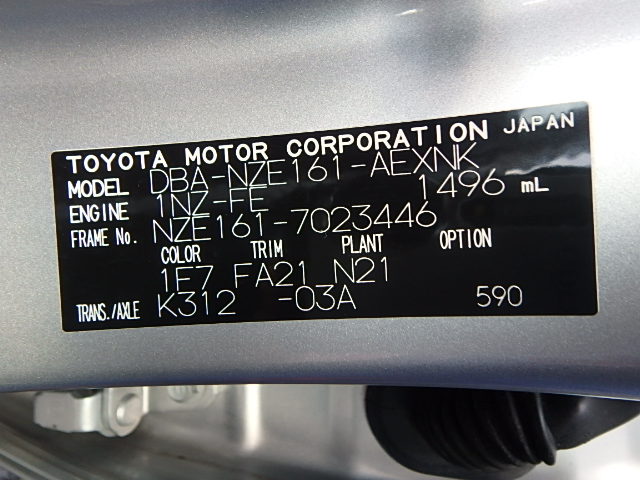 TOYOTA MOTOR CORPORATION JAPAN
MODEL DBA-NZE161-AEXNK
ENGINE 1NZ-FE 1496 mL
FRAME No. NZE161-7023446
COLOR TRIM PLANT OPTION
1F7 FA21 N21
TRANS./AXLE K312 -03A 590